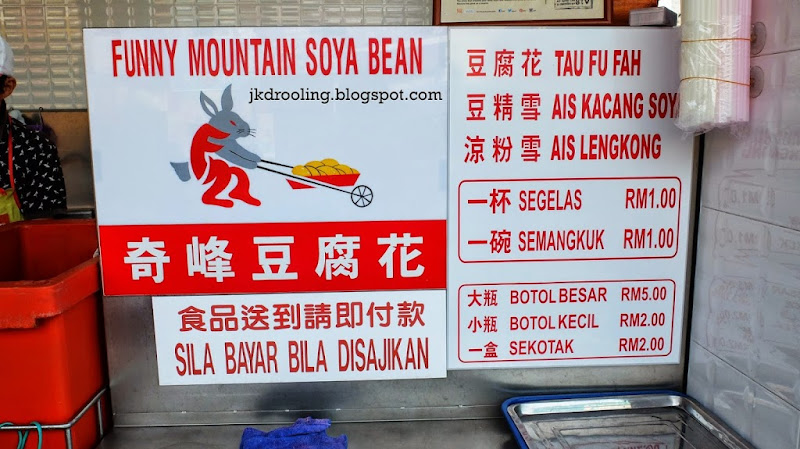 FUNNY MOUNTAIN SOYA BEAN
jkdrooling.blogspot.com
奇峰豆腐花
食品送到請即付款
SILA BAYAR BILA DISAJIKAN
豆腐花 TAU FU FAH
豆精雪 AIS KACANG SOYA
涼粉雪 AIS LENGKONG
一杯 SEGELAS RM1.00
一碗 SEMANGKUK RM1.00
大瓶 BOTOL BESAR RM5.00
小瓶 BOTOL KECIL RM2.00
一盒 SEKOTAK RM2.00